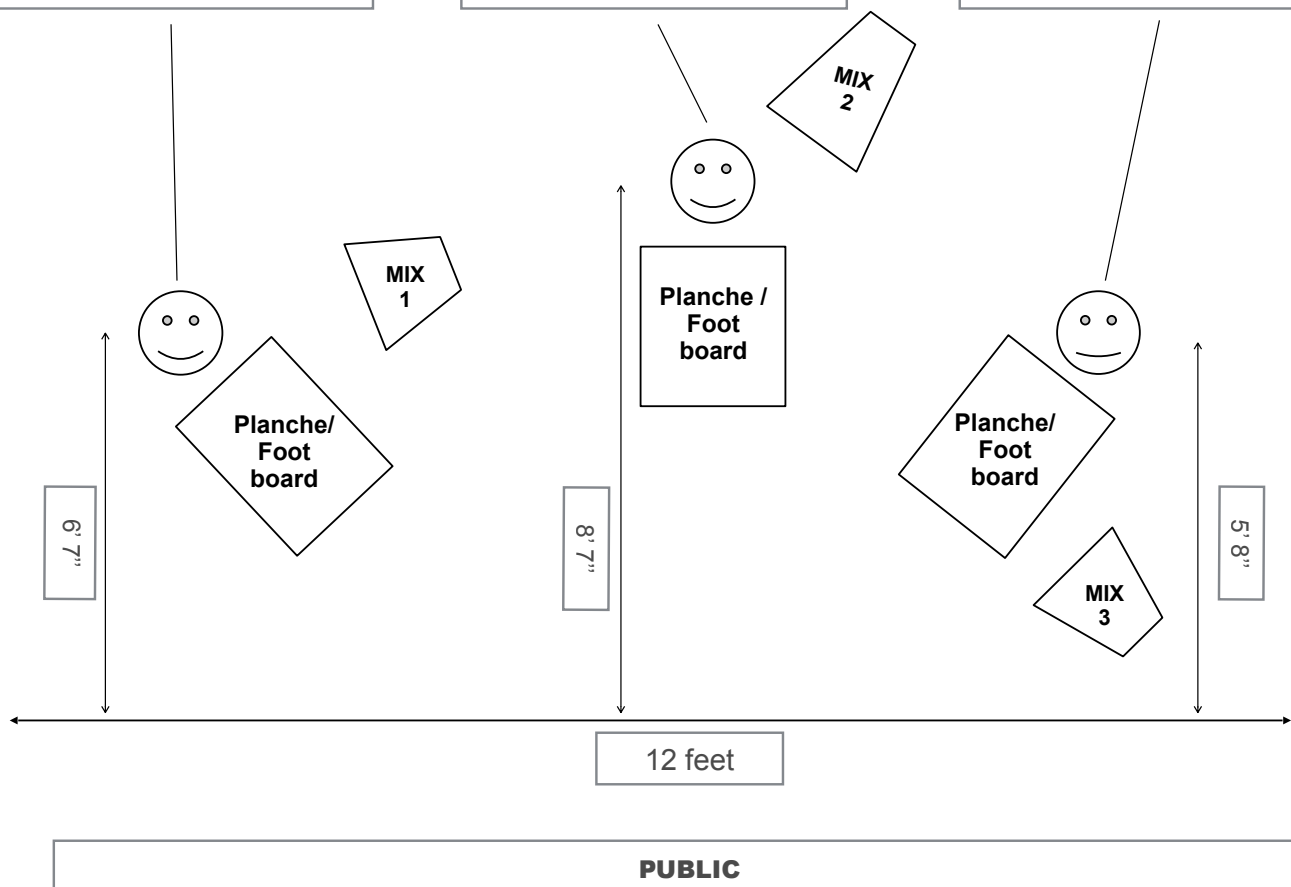 MIX
2
MIX
1
Planche /
Foot
board
Planche/
Foot
board
Planche/
Foot
board
6’ 7”
8’ 7”
5’ 8”
MIX
3
12 feet
PUBLIC